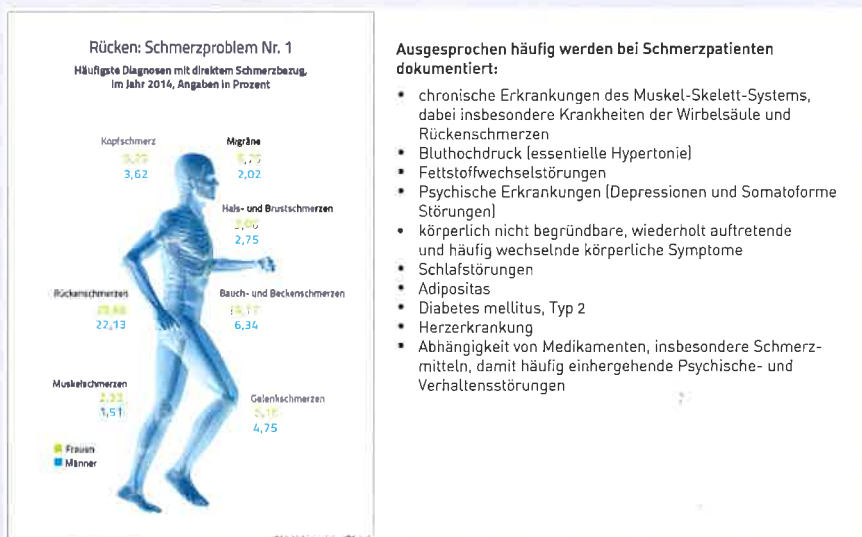 Rücken: Schmerzproblem Nr. 1
Häufigste Diagnosen mit direktem Schmerzbezug,
im Jahr 2014, Angaben in Prozent
Kopfschmerz
3,62
Migräne
2,02
Hals- und Brustschmerzen
2,75
Rückenschmerzen
22,13
Bauch- und Beckenschmerzen
6,34
Muskelschmerzen
1,51
Gelenkschmerzen
4,75
Frauen
Männer
Ausgesprochen häufig werden bei Schmerzpatienten
dokumentiert:
• chronische Erkrankungen des Muskel-Skelett-Systems,
dabei insbesondere Krankheiten der Wirbelsäule und
Rückenschmerzen
• Bluthochdruck (essentielle Hypertonie)
• Fettstoffwechselstörungen
• Psychische Erkrankungen (Depressionen und Somatoforme
Störungen)
• körperlich nicht begründbare, wiederholt auftretende
und häufig wechselnde körperliche Symptome
• Schlafstörungen
• Adipositas
• Diabetes mellitus, Typ 2
• Herzerkrankung
• Abhängigkeit von Medikamenten, insbesondere Schmerz-
mitteln, damit häufig einhergehende Psychische- und
Verhaltensstörungen